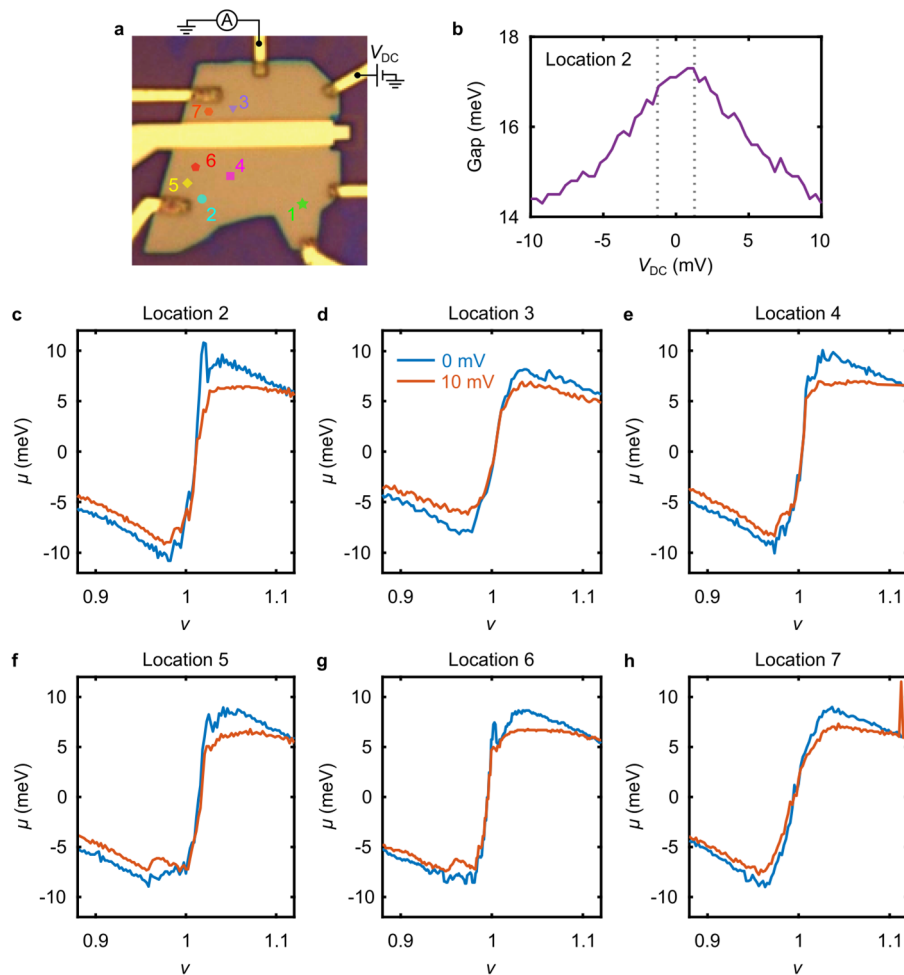 a
A
V_DC
7
3
6
4
5
2
1
b
Location 2
Gap (meV)
18
16
14
-10
-5
0
5
10
V_DC (mV)
c
Location 2
μ (meV)
10
5
0
-5
-10
0.9
1
1.1
ν
d
Location 3
0 mV
10 mV
μ (meV)
10
5
0
-5
-10
0.9
1
1.1
ν
e
Location 4
μ (meV)
10
5
0
-5
-10
0.9
1
1.1
ν
f
Location 5
μ (meV)
10
5
0
-5
-10
0.9
1
1.1
ν
g
Location 6
μ (meV)
10
5
0
-5
-10
0.9
1
1.1
ν
h
Location 7
μ (meV)
10
5
0
-5
-10
0.9
1
1.1
ν